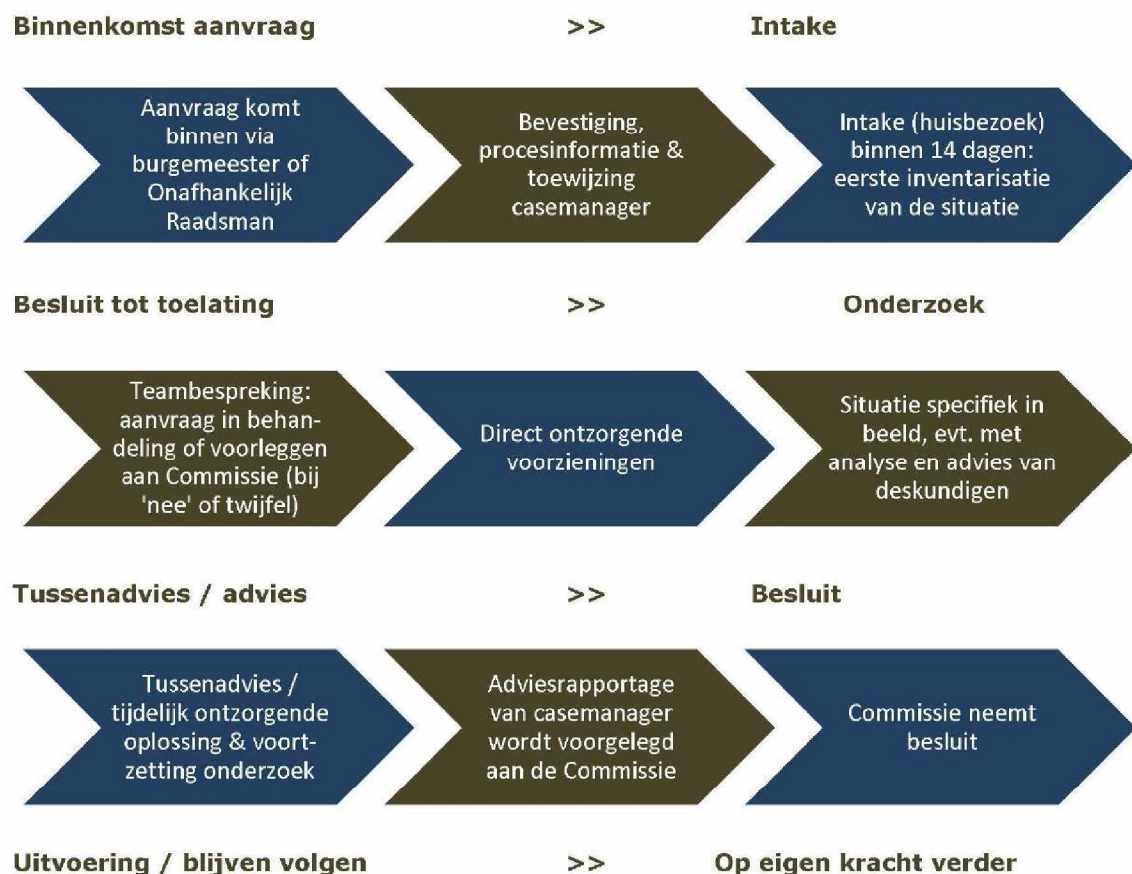 Binnenkomst aanvraag >> Intake
Aanvraag komt
binnen via
burgemeester of
Onafhankelijk
Raadsman
Bevestiging,
procesinformatie &
toewijzing
casemanager
Intake (huisbezoek)
binnen 14 dagen:
eerste inventarisatie
van de situatie
Besluit tot toelating >> Onderzoek
Teambespreking:
aanvraag in behan-
deling of voorleggen
aan Commissie (bij
'nee' of twijfel)
Direct ontzorgende
voorzieningen
Situatie specifiek in
beeld, evt. met
analyse en advies van
deskundigen
Tussenadvies / advies >> Besluit
Tussenadvies /
tijdelijk ontzorgende
oplossing & voort-
zetting onderzoek
Adviesrapportage
van casemanager
wordt voorgelegd
aan de Commissie
Commissie neemt
besluit
Uitvoering / blijven volgen >> Op eigen kracht verder